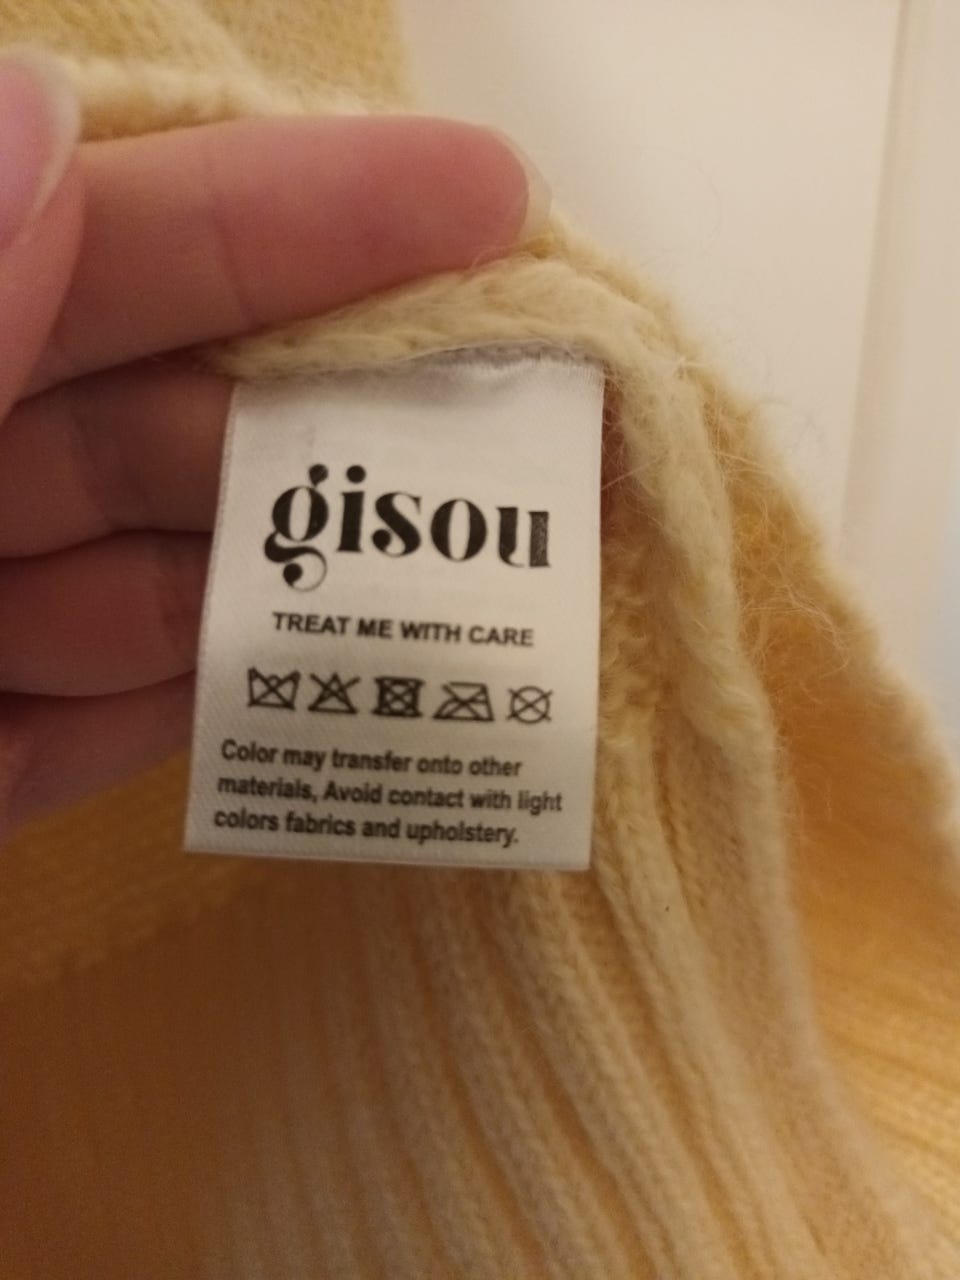 gisou
TREAT ME WITH CARE
Color may transfer onto other
materials, Avoid contact with light
colors fabrics and upholstery.